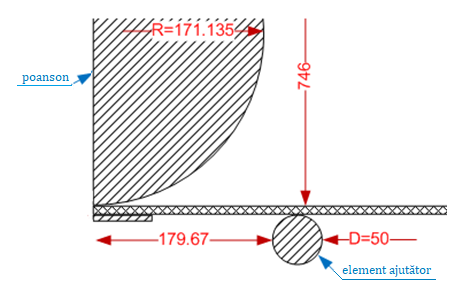 R=171.135
poanson
746
179.67
D=50
element ajutător